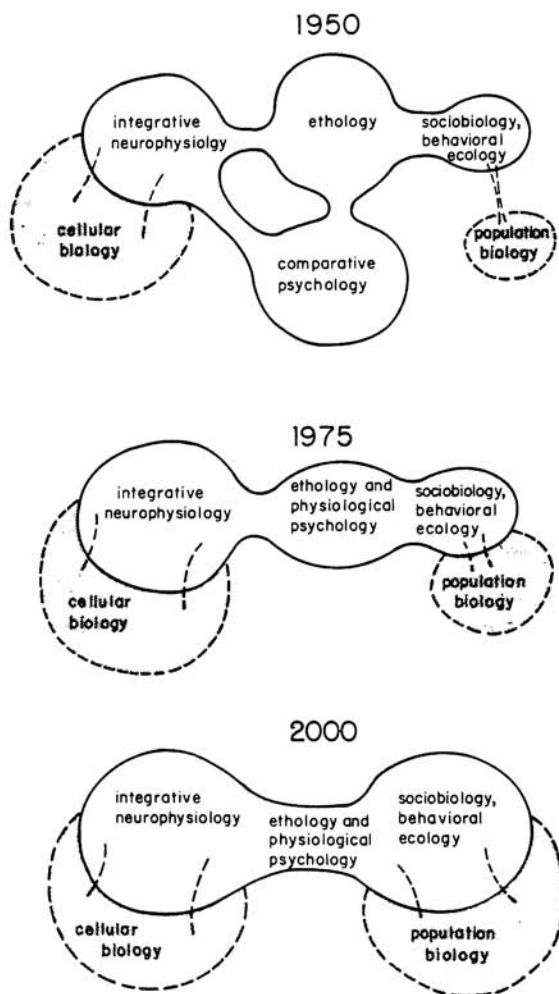 1950
integrative
neurophysiolgy
ethology
sociobiology,
behavioral
ecology
cellular
biology
population
biology
comparative
psychology
1975
integrative
neurophysiology
ethology and
physiological
psychology
sociobiology,
behavioral
ecology
cellular
biology
population
biology
2000
integrative
neurophysiology
ethology and
physiological
psychology
sociobiology,
behavioral
ecology
cellular
biology
population
biology